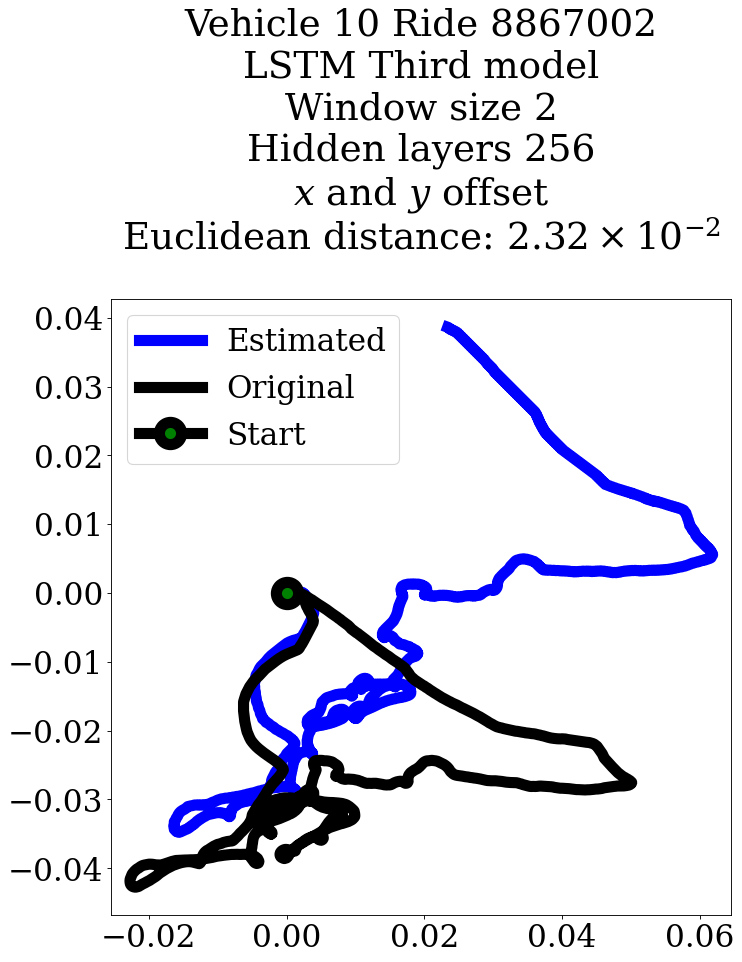 Vehicle 10 Ride 8867002
LSTM Third model
Window size 2
Hidden layers 256
x and y offset
Euclidean distance: 2.32 × 10⁻²
Estimated
Original
Start
0.04
0.03
0.02
0.01
0.00
−0.01
−0.02
−0.03
−0.04
−0.02 0.00 0.02 0.04 0.06